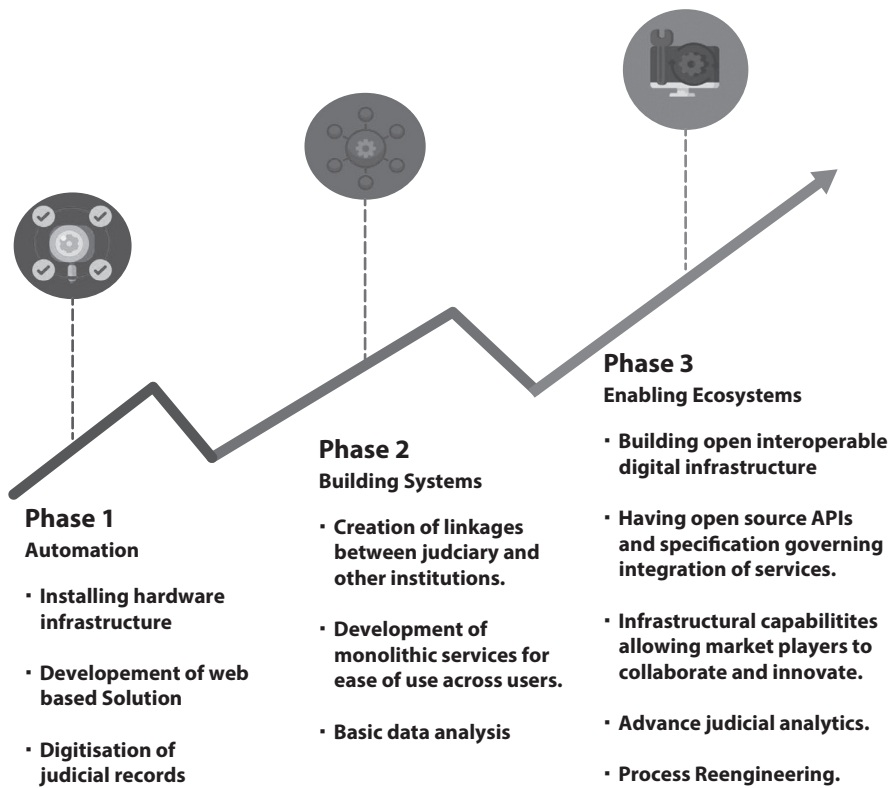 Phase 1
Automation
· Installing hardware
infrastructure
· Developement of web
based Solution
· Digitisation of
judicial records
Phase 2
Building Systems
· Creation of linkages
between judciary and
other institutions.
· Development of
monolithic services for
ease of use across users.
· Basic data analysis
Phase 3
Enabling Ecosystems
· Building open interoperable
digital infrastructure
· Having open source APIs
and specification governing
integration of services.
· Infrastructural capabilitites
allowing market players to
collaborate and innovate.
· Advance judicial analytics.
· Process Reengineering.